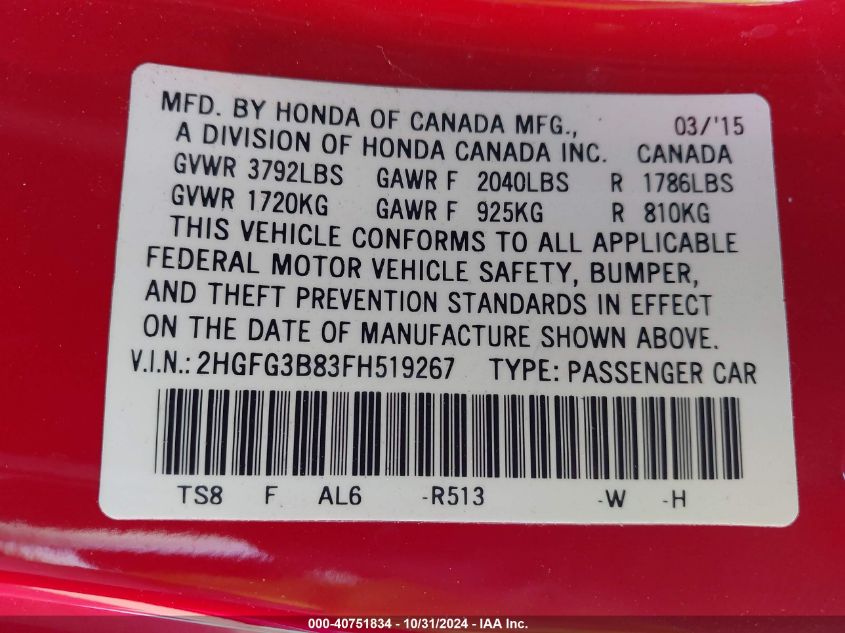 MFD. BY HONDA OF CANADA MFG., 03/'15
A DIVISION OF HONDA CANADA INC. CANADA
GVWR 3792LBS GAWR F 2040LBS R 1786LBS
GVWR 1720KG GAWR F 925KG R 810KG
THIS VEHICLE CONFORMS TO ALL APPLICABLE
FEDERAL MOTOR VEHICLE SAFETY, BUMPER,
AND THEFT PREVENTION STANDARDS IN EFFECT
ON THE DATE OF MANUFACTURE SHOWN ABOVE.
V.I.N.: 2HGFG3B83FH519267 TYPE: PASSENGER CAR
TS8 F AL6 -R513 -W -H
000-40751834 - 10/31/2024 - IAA Inc.